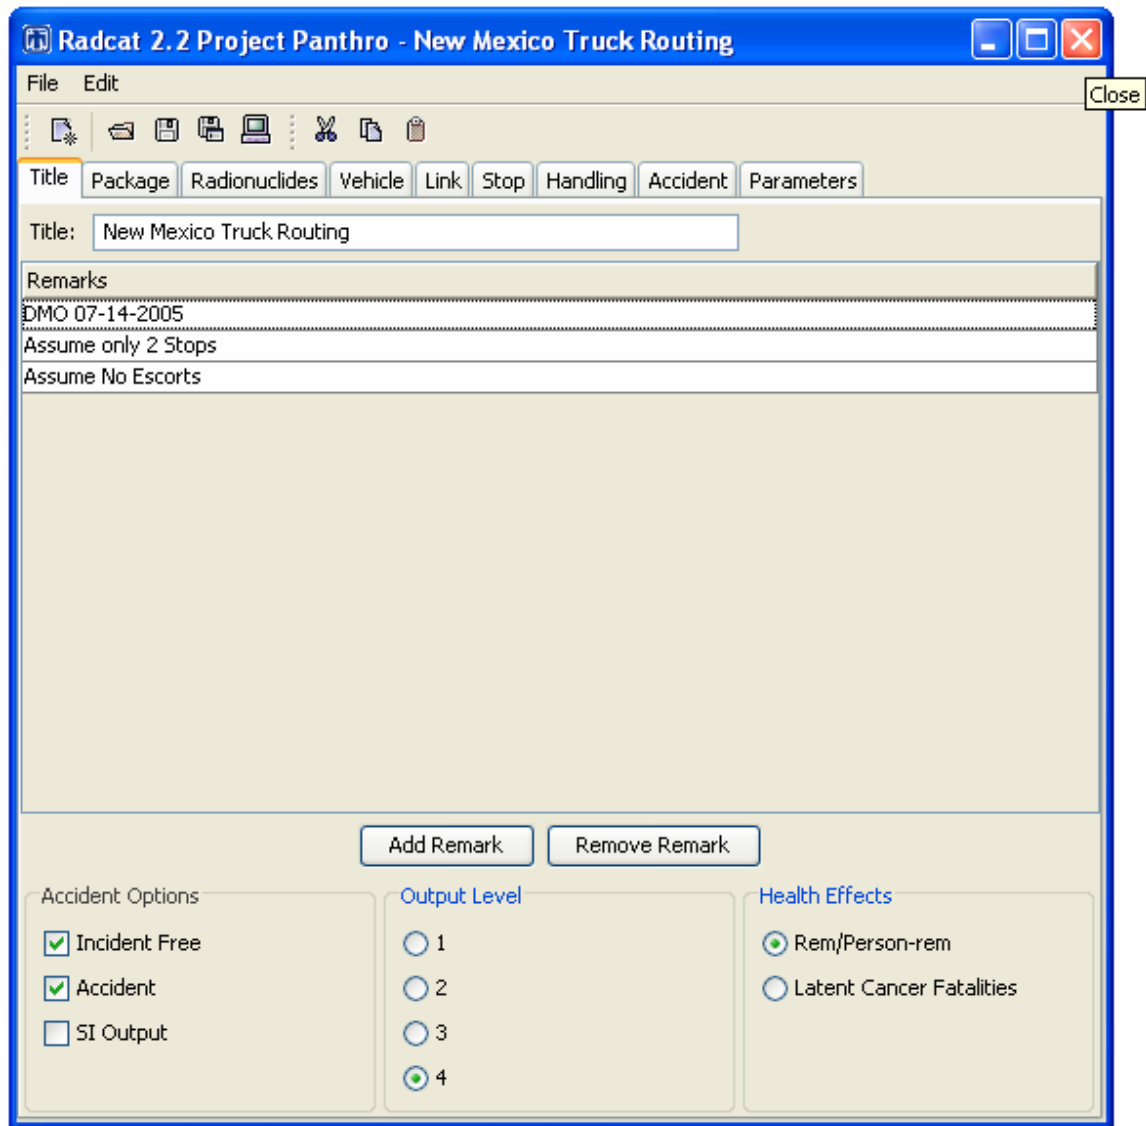 Radcat 2.2 Project Panthro - New Mexico Truck Routing
File Edit
Close
Title Package Radionuclides Vehicle Link Stop Handling Accident Parameters
Title: New Mexico Truck Routing
Remarks
DMO 07-14-2005
Assume only 2 Stops
Assume No Escorts
Add Remark Remove Remark
Accident Options Output Level Health Effects
Incident Free 1 Rem/Person-rem
Accident 2 Latent Cancer Fatalities
SI Output 3
4